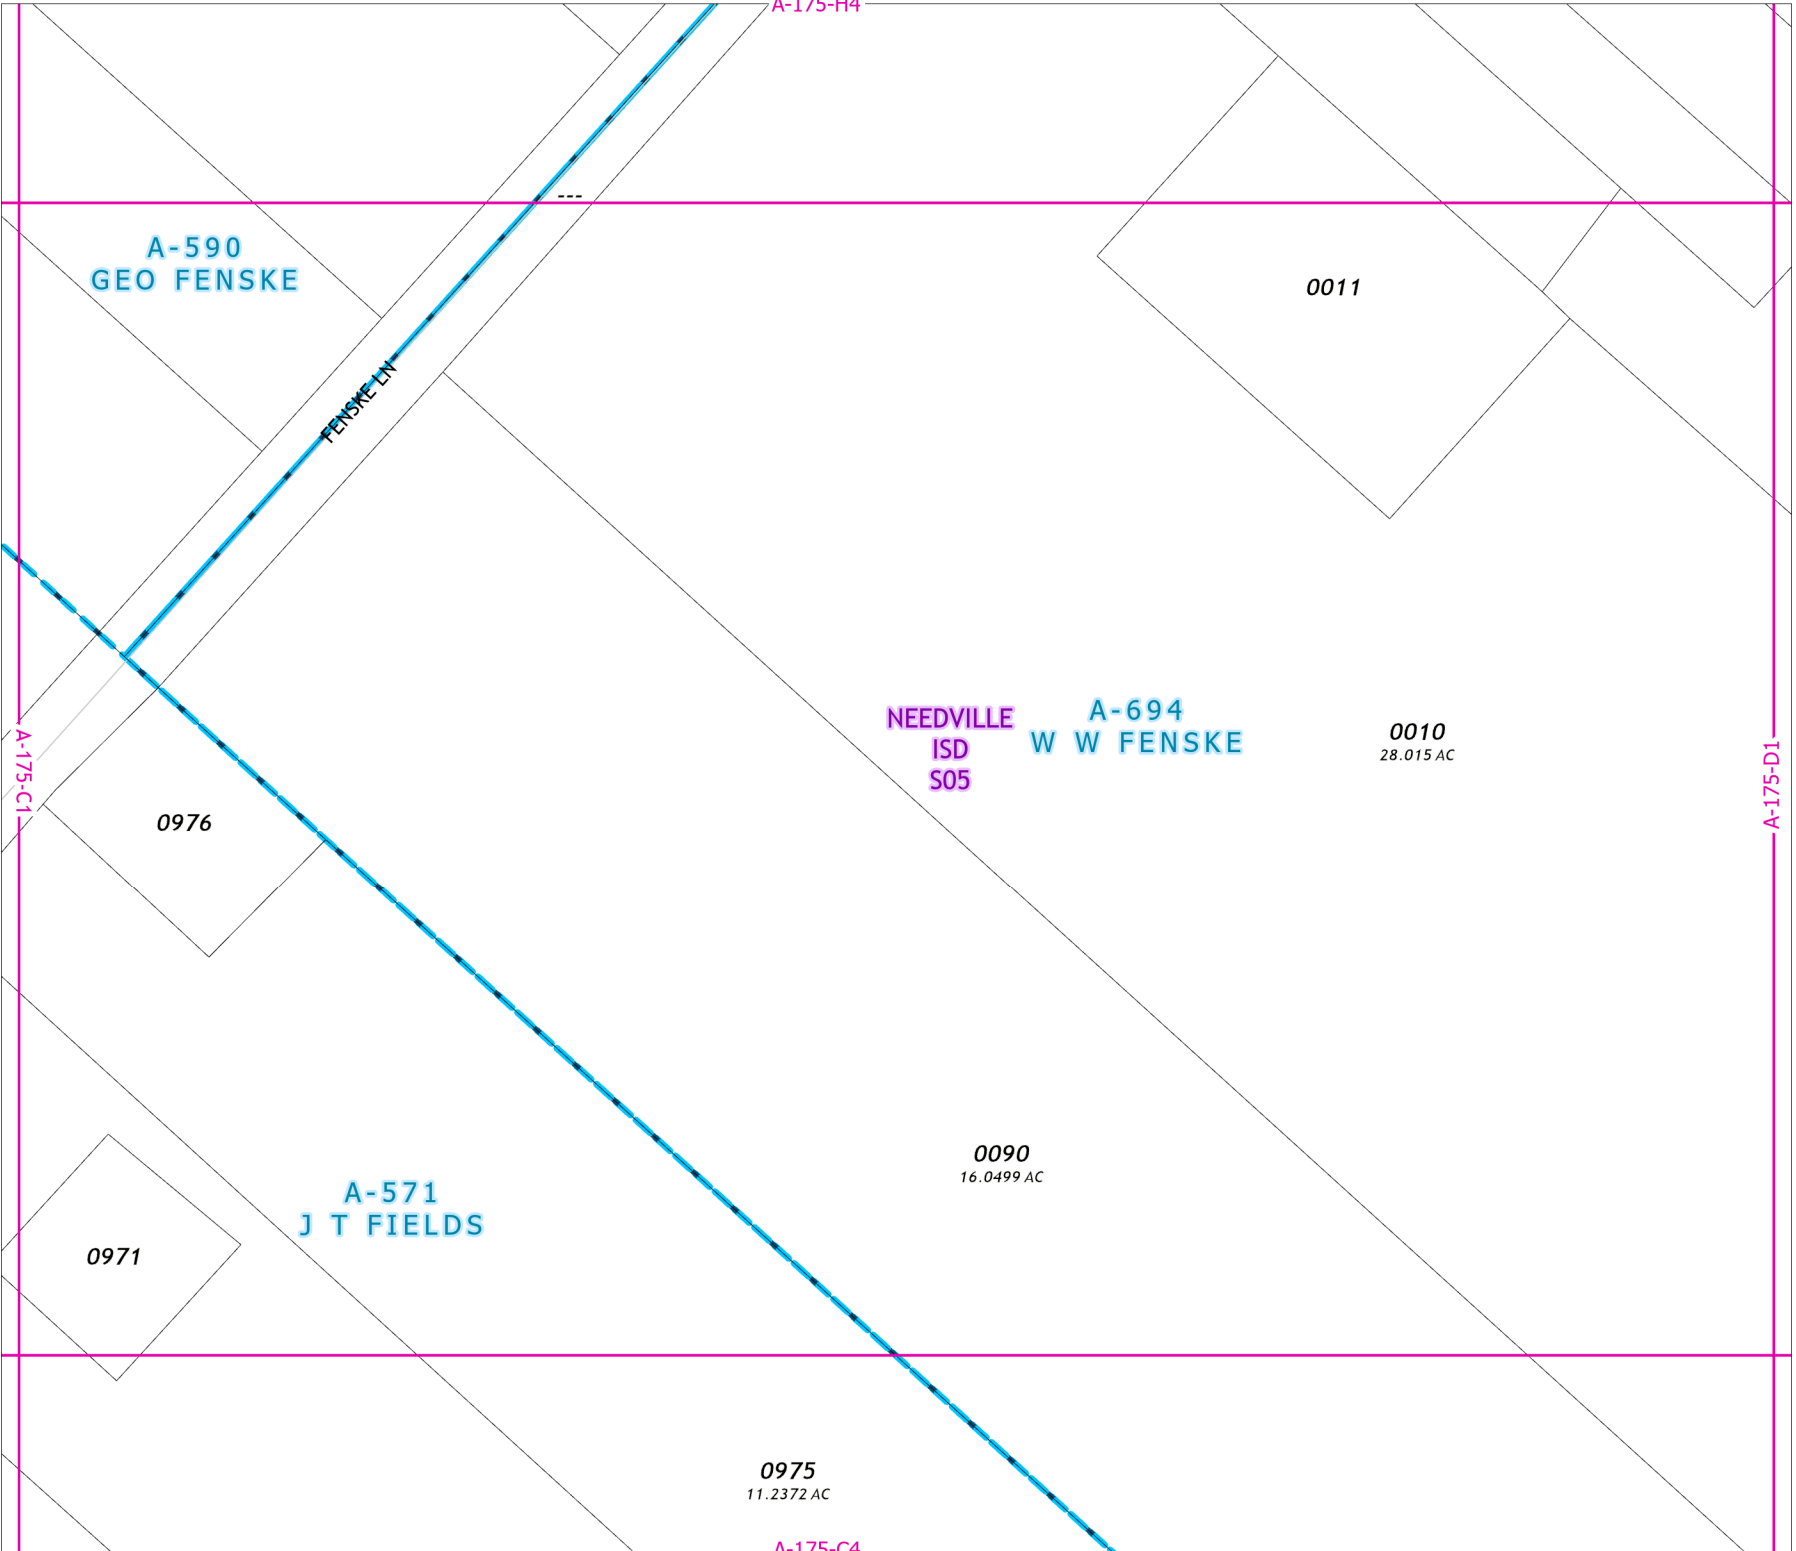 A-175-H4
---
A-590
GEO FENSKE
0011
FENSKE LN
NEEDVILLE
ISD
S05
A-694
W W FENSKE
0010
28.015 AC
A-175-C1
A-175-D1
0976
0090
16.0499 AC
A-571
J T FIELDS
0971
0975
11.2372 AC
A-175-C4